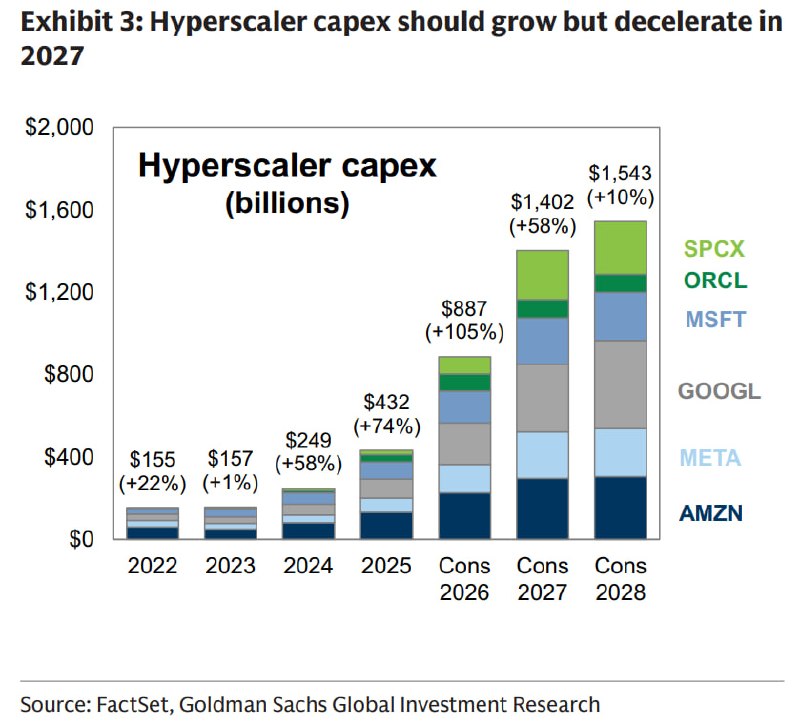 Exhibit 3: Hyperscaler capex should grow but decelerate in
2027
Hyperscaler capex
(billions)
$2,000
$1,600
$1,200
$800
$400
$0
$155
(+22%)
$157
(+1%)
$249
(+58%)
$432
(+74%)
$887
(+105%)
$1,402
(+58%)
$1,543
(+10%)
SPCX
ORCL
MSFT
GOOGL
META
AMZN
2022
2023
2024
2025
Cons
2026
Cons
2027
Cons
2028
Source: FactSet, Goldman Sachs Global Investment Research